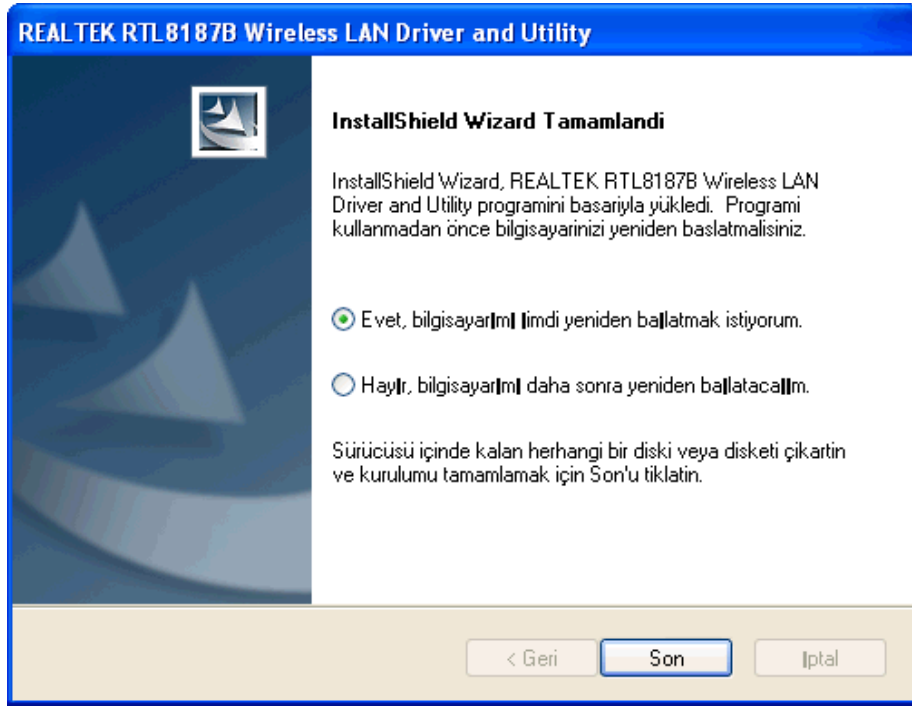 REALTEK RTL8187B Wireless LAN Driver and Utility
InstallShield Wizard Tamamlandi
InstallShield Wizard, REALTEK RTL8187B Wireless LAN
Driver and Utility programini basariyla yükledi.  Programi
kullanmadan önce bilgisayarinizi yeniden baslatmalisiniz.
Evet, bilgisayar|m| |imdi yeniden ba|latmak istiyorum.
Hay|r, bilgisayar|m| daha sonra yeniden ba|lataca||m.
Sürücüsü içinde kalan herhangi bir diski veya disketi çikartin
ve kurulumu tamamlamak için Son'u tiklatin.
< Geri
Son
|ptal